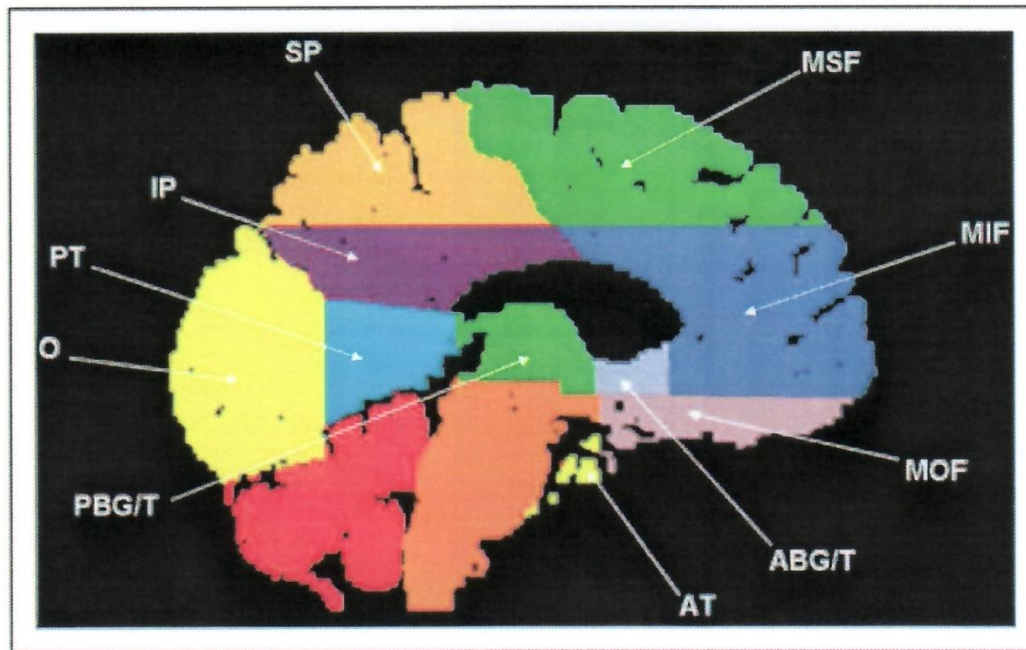 SP
MSF
IP
MIF
PT
O
MOF
PBG/T
ABG/T
AT